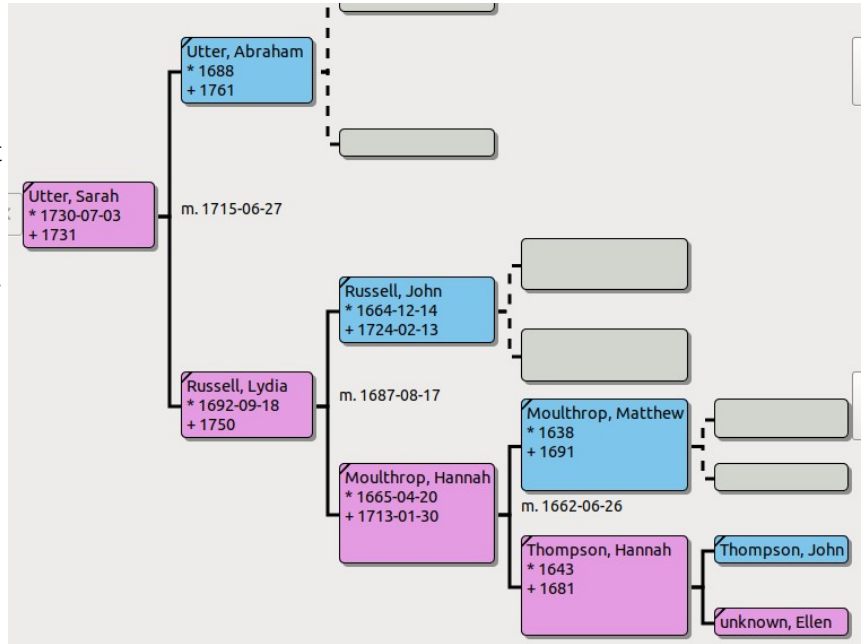 Utter, Abraham
* 1688
+ 1761
Utter, Sarah
* 1730-07-03
+ 1731
m. 1715-06-27
Russell, John
* 1664-12-14
+ 1724-02-13
Russell, Lydia
* 1692-09-18
+ 1750
m. 1687-08-17
Moulthrop, Matthew
* 1638
+ 1691
Moulthrop, Hannah
* 1665-04-20
+ 1713-01-30
m. 1662-06-26
Thompson, Hannah
* 1643
+ 1681
Thompson, John
unknown, Ellen